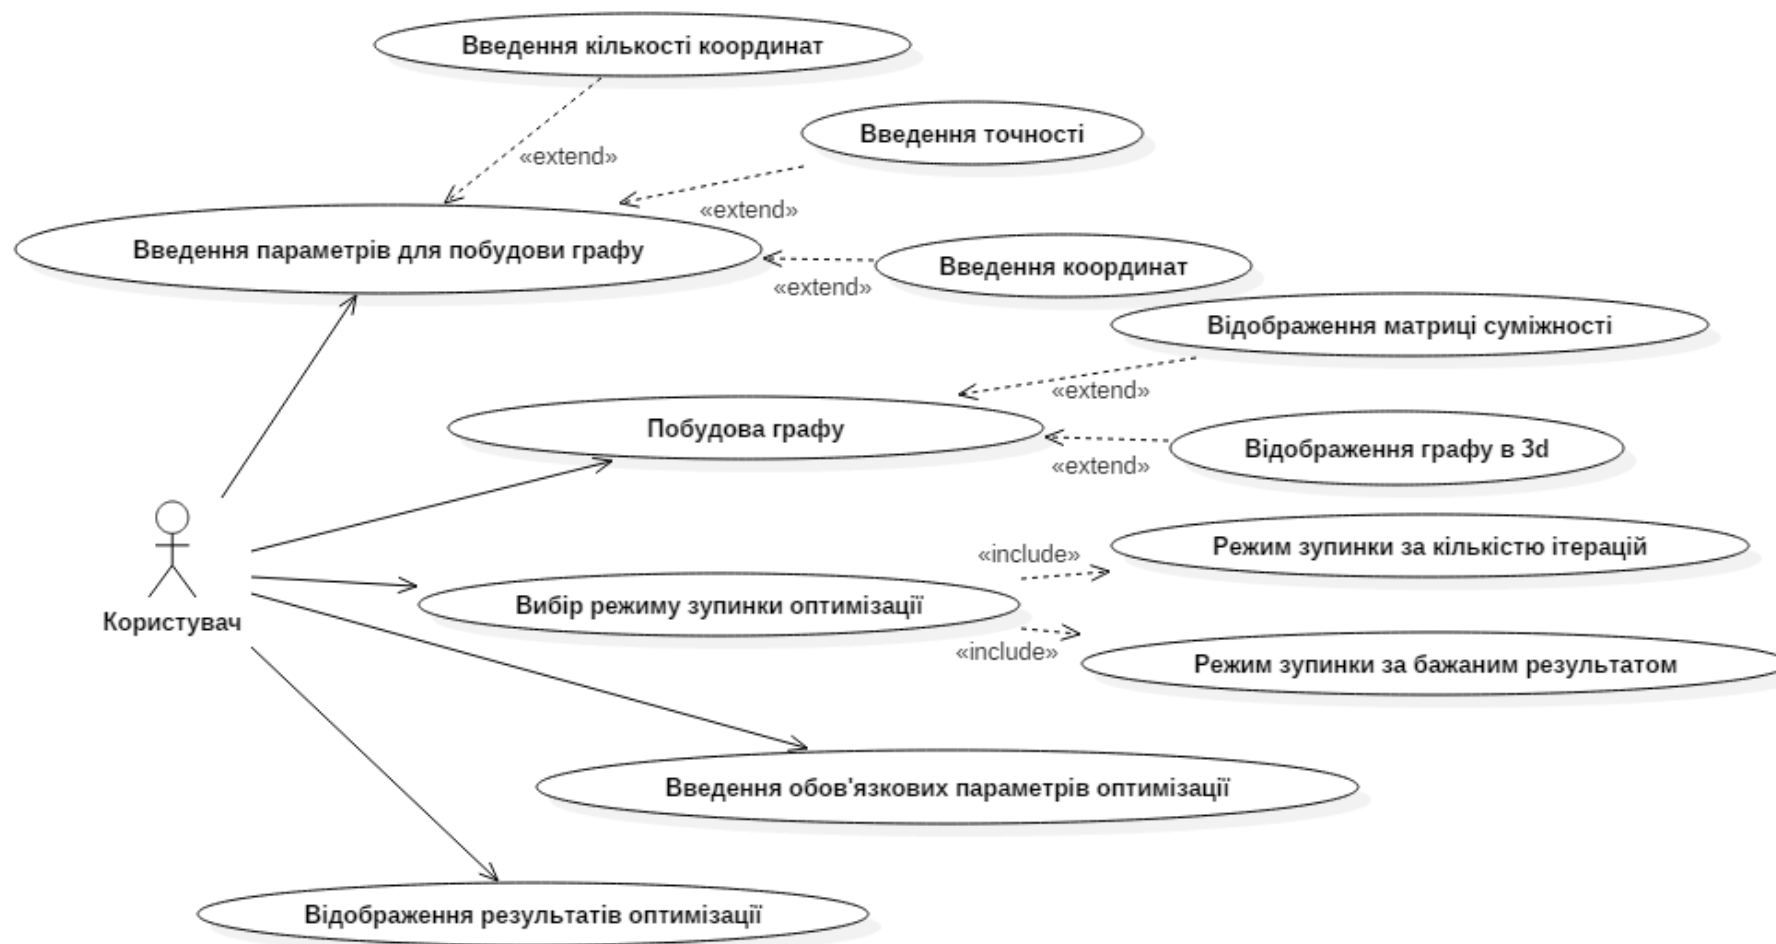 Введення кількості координат
Введення точності
«extend»
«extend»
Введення параметрів для побудови графу
Введення координат
«extend»
Відображення матриці суміжності
«extend»
Побудова графу
Відображення графу в 3d
«extend»
Режим зупинки за кількістю ітерацій
«include»
Вибір режиму зупинки оптимізації
Користувач
«include»
Режим зупинки за бажаним результатом
Введення обов'язкових параметрів оптимізації
Відображення результатів оптимізації